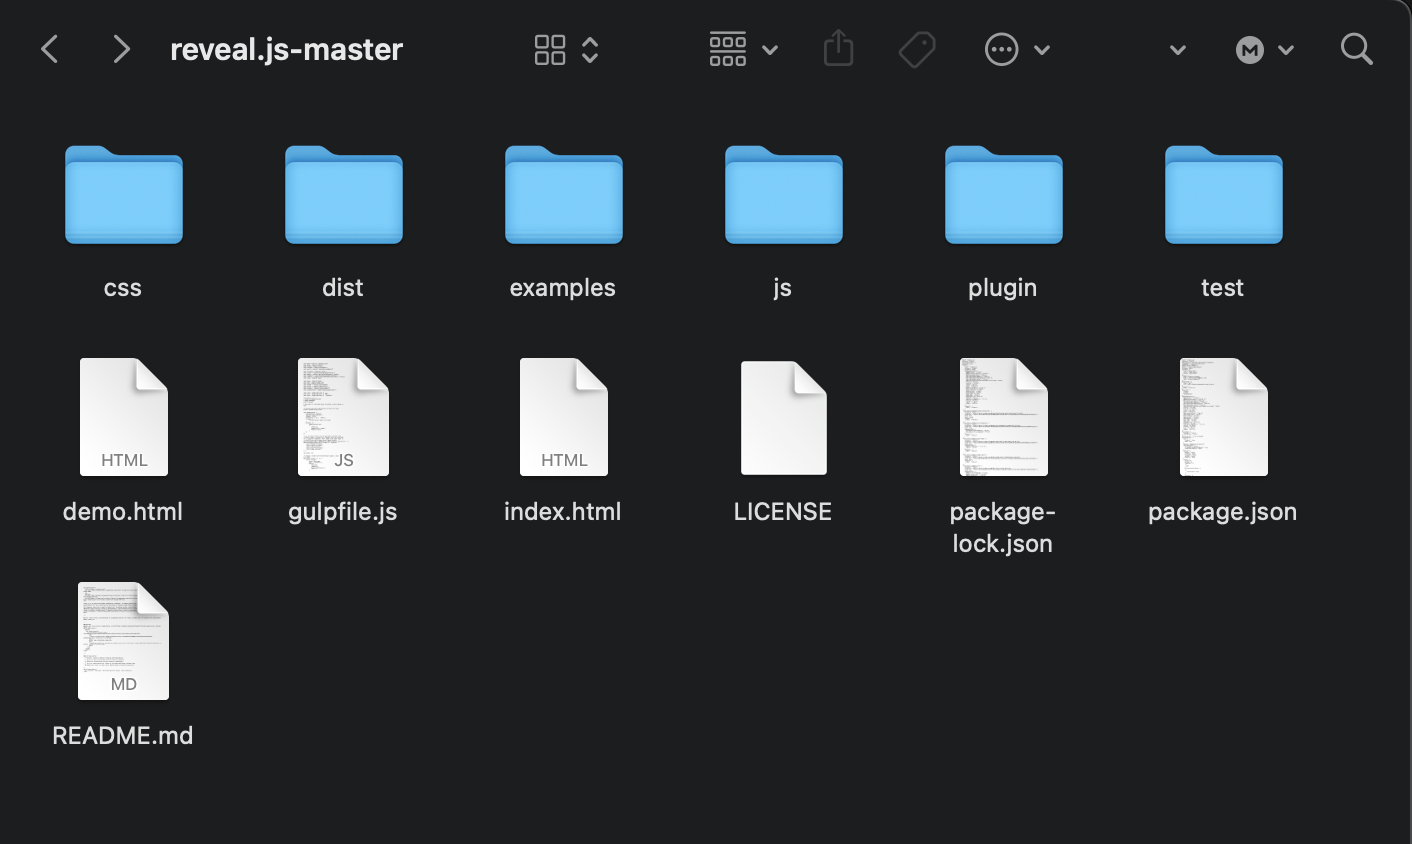 reveal.js-master
M
css
dist
examples
js
plugin
test
HTML
JS
HTML
demo.html
gulpfile.js
index.html
LICENSE
package-
lock.json
package.json
MD
README.md